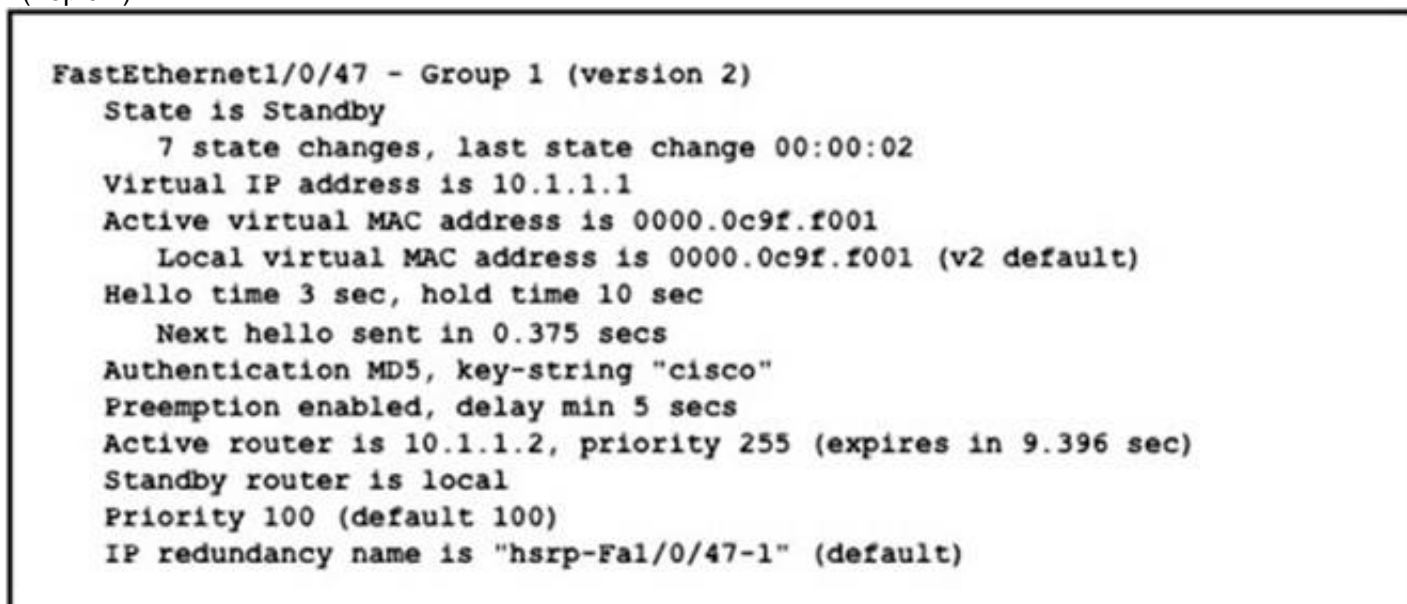 FastEthernet1/0/47 - Group 1 (version 2)
State is Standby
7 state changes, last state change 00:00:02
Virtual IP address is 10.1.1.1
Active virtual MAC address is 0000.0c9f.f001
Local virtual MAC address is 0000.0c9f.f001 (v2 default)
Hello time 3 sec, hold time 10 sec
Next hello sent in 0.375 secs
Authentication MD5, key-string "cisco"
Preemption enabled, delay min 5 secs
Active router is 10.1.1.2, priority 255 (expires in 9.396 sec)
Standby router is local
Priority 100 (default 100)
IP redundancy name is "hsrp-Fa1/0/47-1" (default)